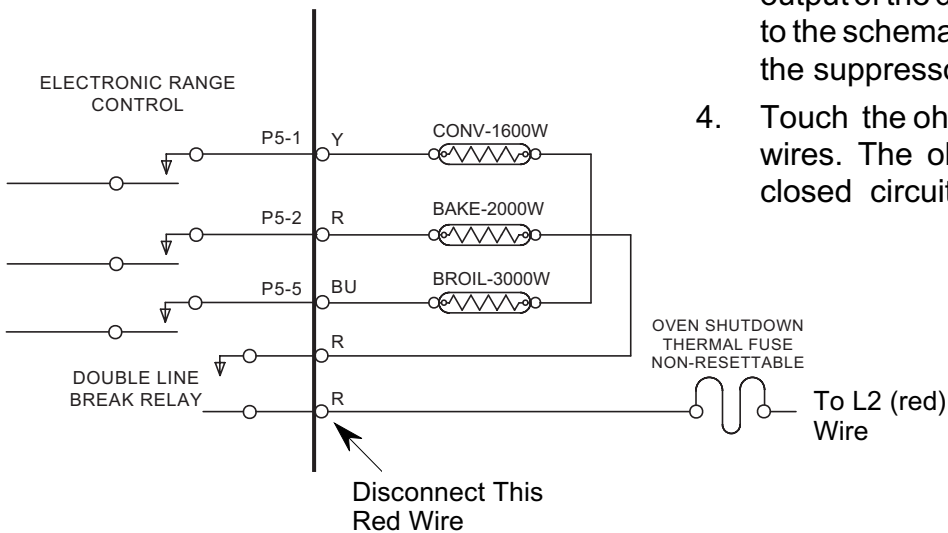 output of the
to the schema
the suppresso
4. Touch the oh
wires. The ol
closed circuit
ELECTRONIC RANGE
CONTROL
P5-1
Y
CONV-1600W
P5-2
R
BAKE-2000W
P5-5
BU
BROIL-3000W
R
DOUBLE LINE
BREAK RELAY
R
OVEN SHUTDOWN
THERMAL FUSE
NON-RESETTABLE
To L2 (red)
Wire
Disconnect This
Red Wire